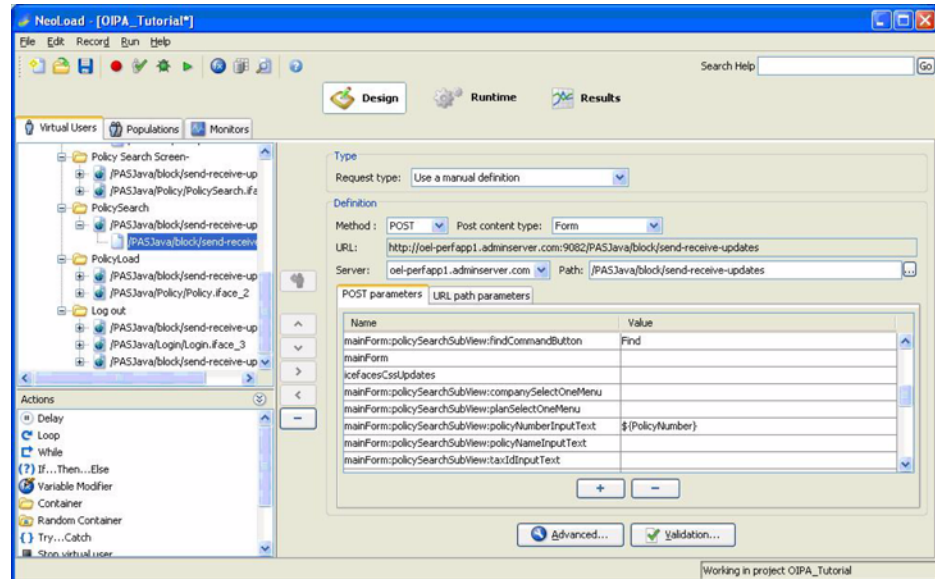 NeoLoad - [OIPA_Tutorial*]
File Edit Record Run Help
Search Help Go
Design Runtime Results
Virtual Users Populations Monitors
Policy Search Screen-
/PASJava/block/send-receive-up
/PASJava/Policy/PolicySearch.ifa
PolicySearch
/PASJava/block/send-receive-up
/PASJava/block/send-receive
PolicyLoad
/PASJava/block/send-receive-up
/PASJava/Policy/Policy.iface_2
Log out
/PASJava/block/send-receive-up
/PASJava/Login/Login.iface_3
/PASJava/block/send-receive-up
Actions
Delay
Loop
While
(?) If...Then...Else
Variable Modifier
Container
Random Container
{ } Try...Catch
Stop virtual user
Type
Request type: Use a manual definition
Definition
Method : POST Post content type: Form
URL: http://oel-perfapp1.adminserver.com:9082/PASJava/block/send-receive-updates
Server: oel-perfapp1.adminserver.com Path: /PASJava/block/send-receive-updates ...
POST parameters URL path parameters
Name Value
mainForm:policySearchSubView:findCommandButton Find
mainForm
icefacesCssUpdates
mainForm:policySearchSubView:companySelectOneMenu
mainForm:policySearchSubView:planSelectOneMenu
mainForm:policySearchSubView:policyNumberInputText ${PolicyNumber}
mainForm:policySearchSubView:policyNameInputText
mainForm:policySearchSubView:taxIdInputText
+ -
Advanced... Validation...
Working in project OIPA_Tutorial